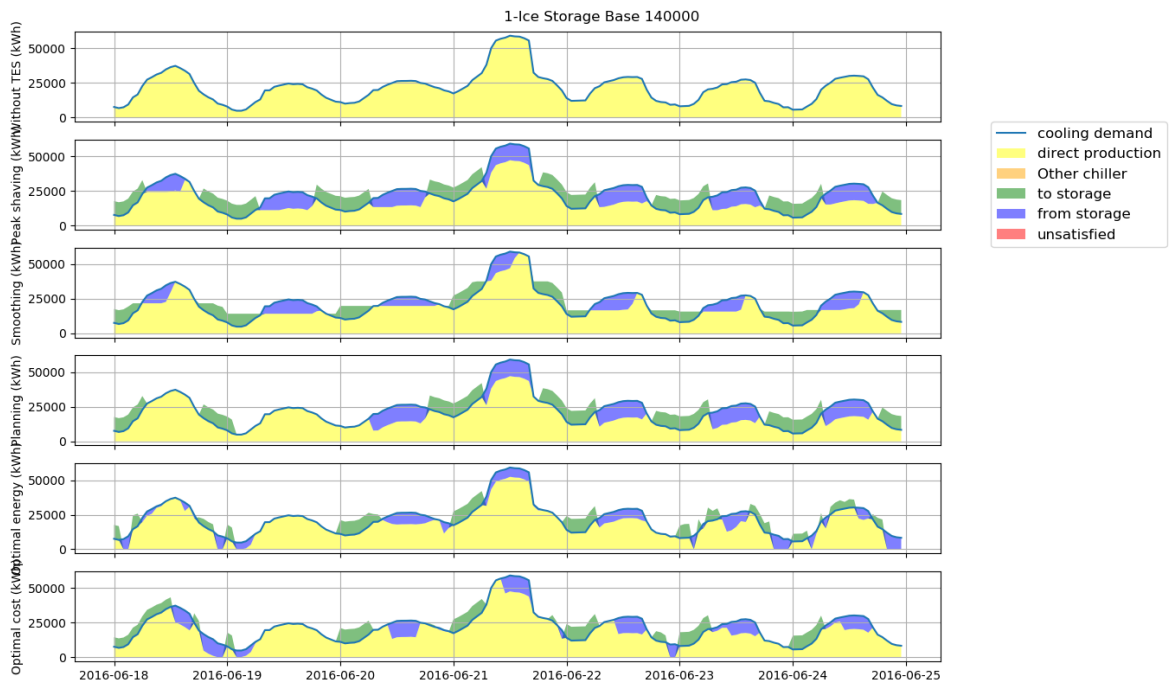 1-Ice Storage Base 140000
Without TES (kWh)
50000
25000
0
Peak shaving (kWh)
50000
25000
0
Smoothing (kWh)
50000
25000
0
Planning (kWh)
50000
25000
0
Optimal energy (kWh)
50000
25000
0
Optimal cost (kWh)
50000
25000
0
2016-06-18 2016-06-19 2016-06-20 2016-06-21 2016-06-22 2016-06-23 2016-06-24 2016-06-25
cooling demand
direct production
Other chiller
to storage
from storage
unsatisfied